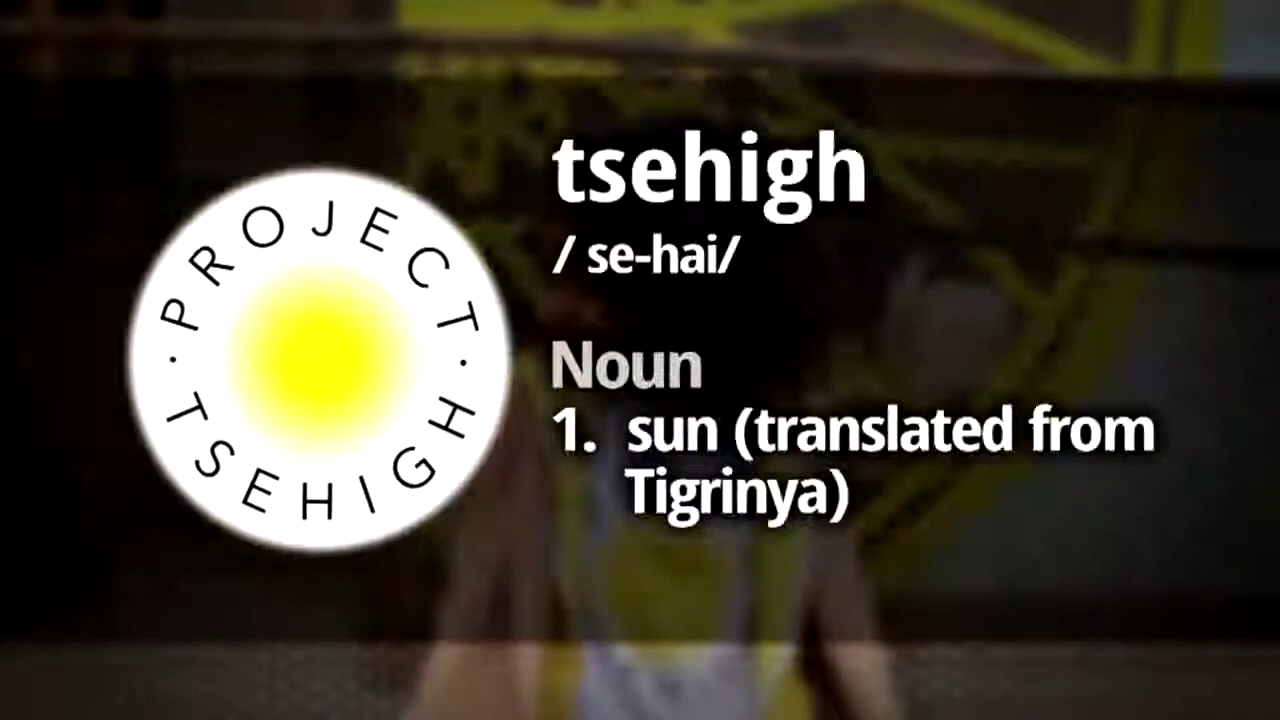 · PROJECT ·
TSEHIGH
tsehigh
/ se-hai/
Noun
1. sun (translated from
Tigrinya)